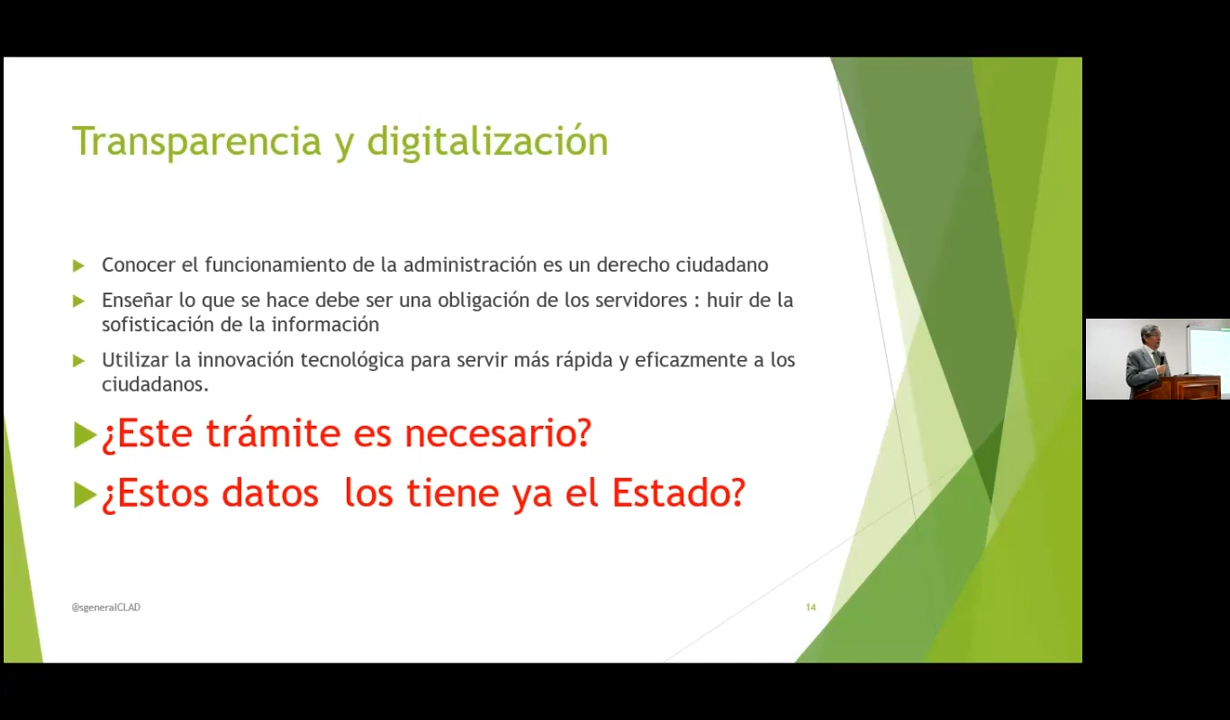 Transparencia y digitalización
Conocer el funcionamiento de la administración es un derecho ciudadano
Enseñar lo que se hace debe ser una obligación de los servidores : huir de la
sofisticación de la información
Utilizar la innovación tecnológica para servir más rápida y eficazmente a los
ciudadanos.
¿Este trámite es necesario?
¿Estos datos los tiene ya el Estado?
@sgeneralCLAD
14